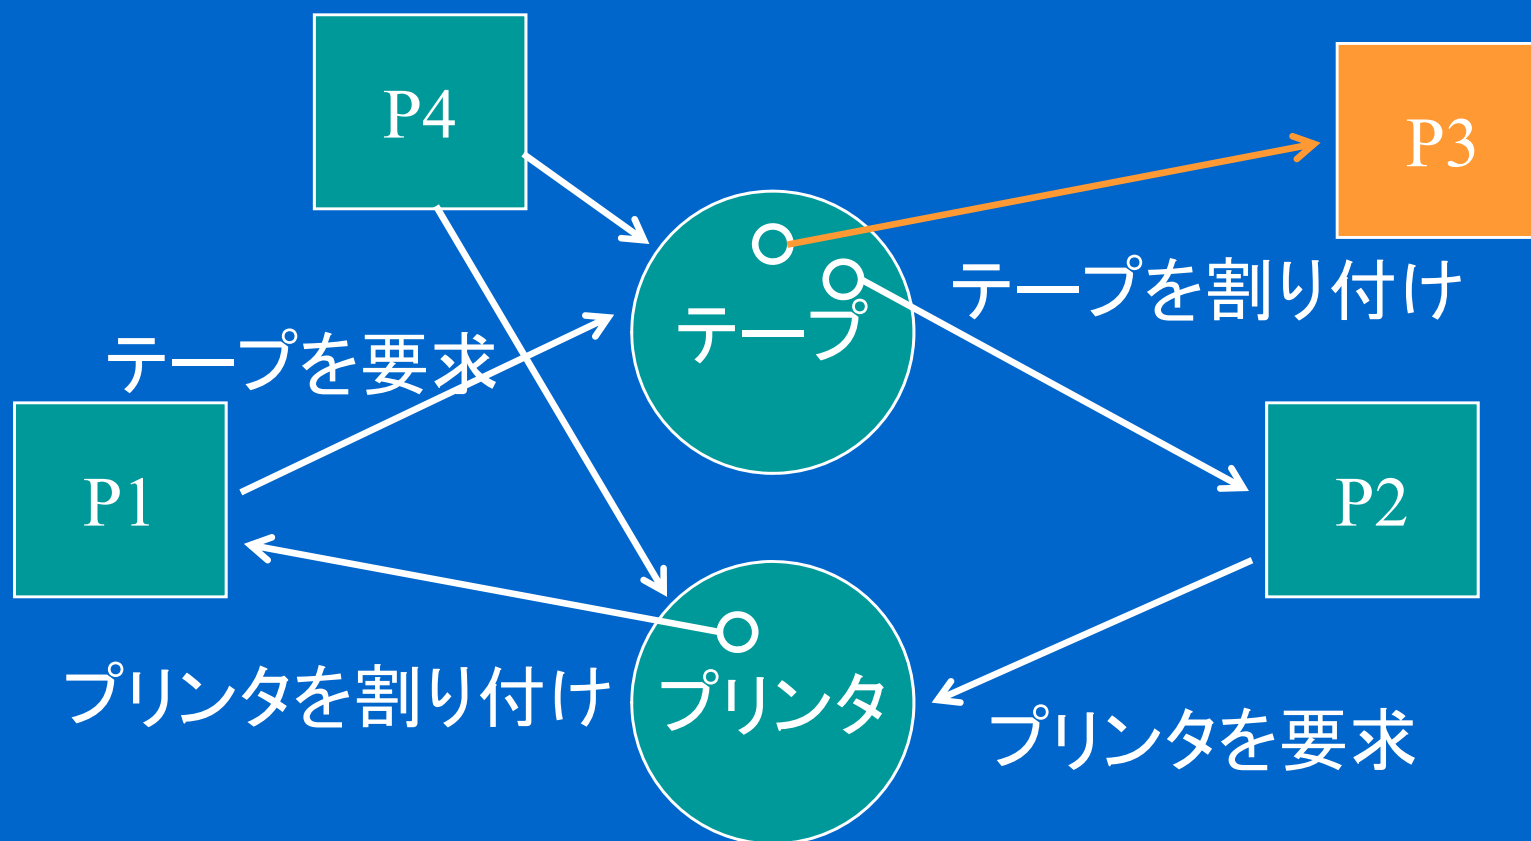 P4
P3
テープを割り付け
テープ
テープを要求
P1
P2
プリンタを割り付け
プリンタ
プリンタを要求